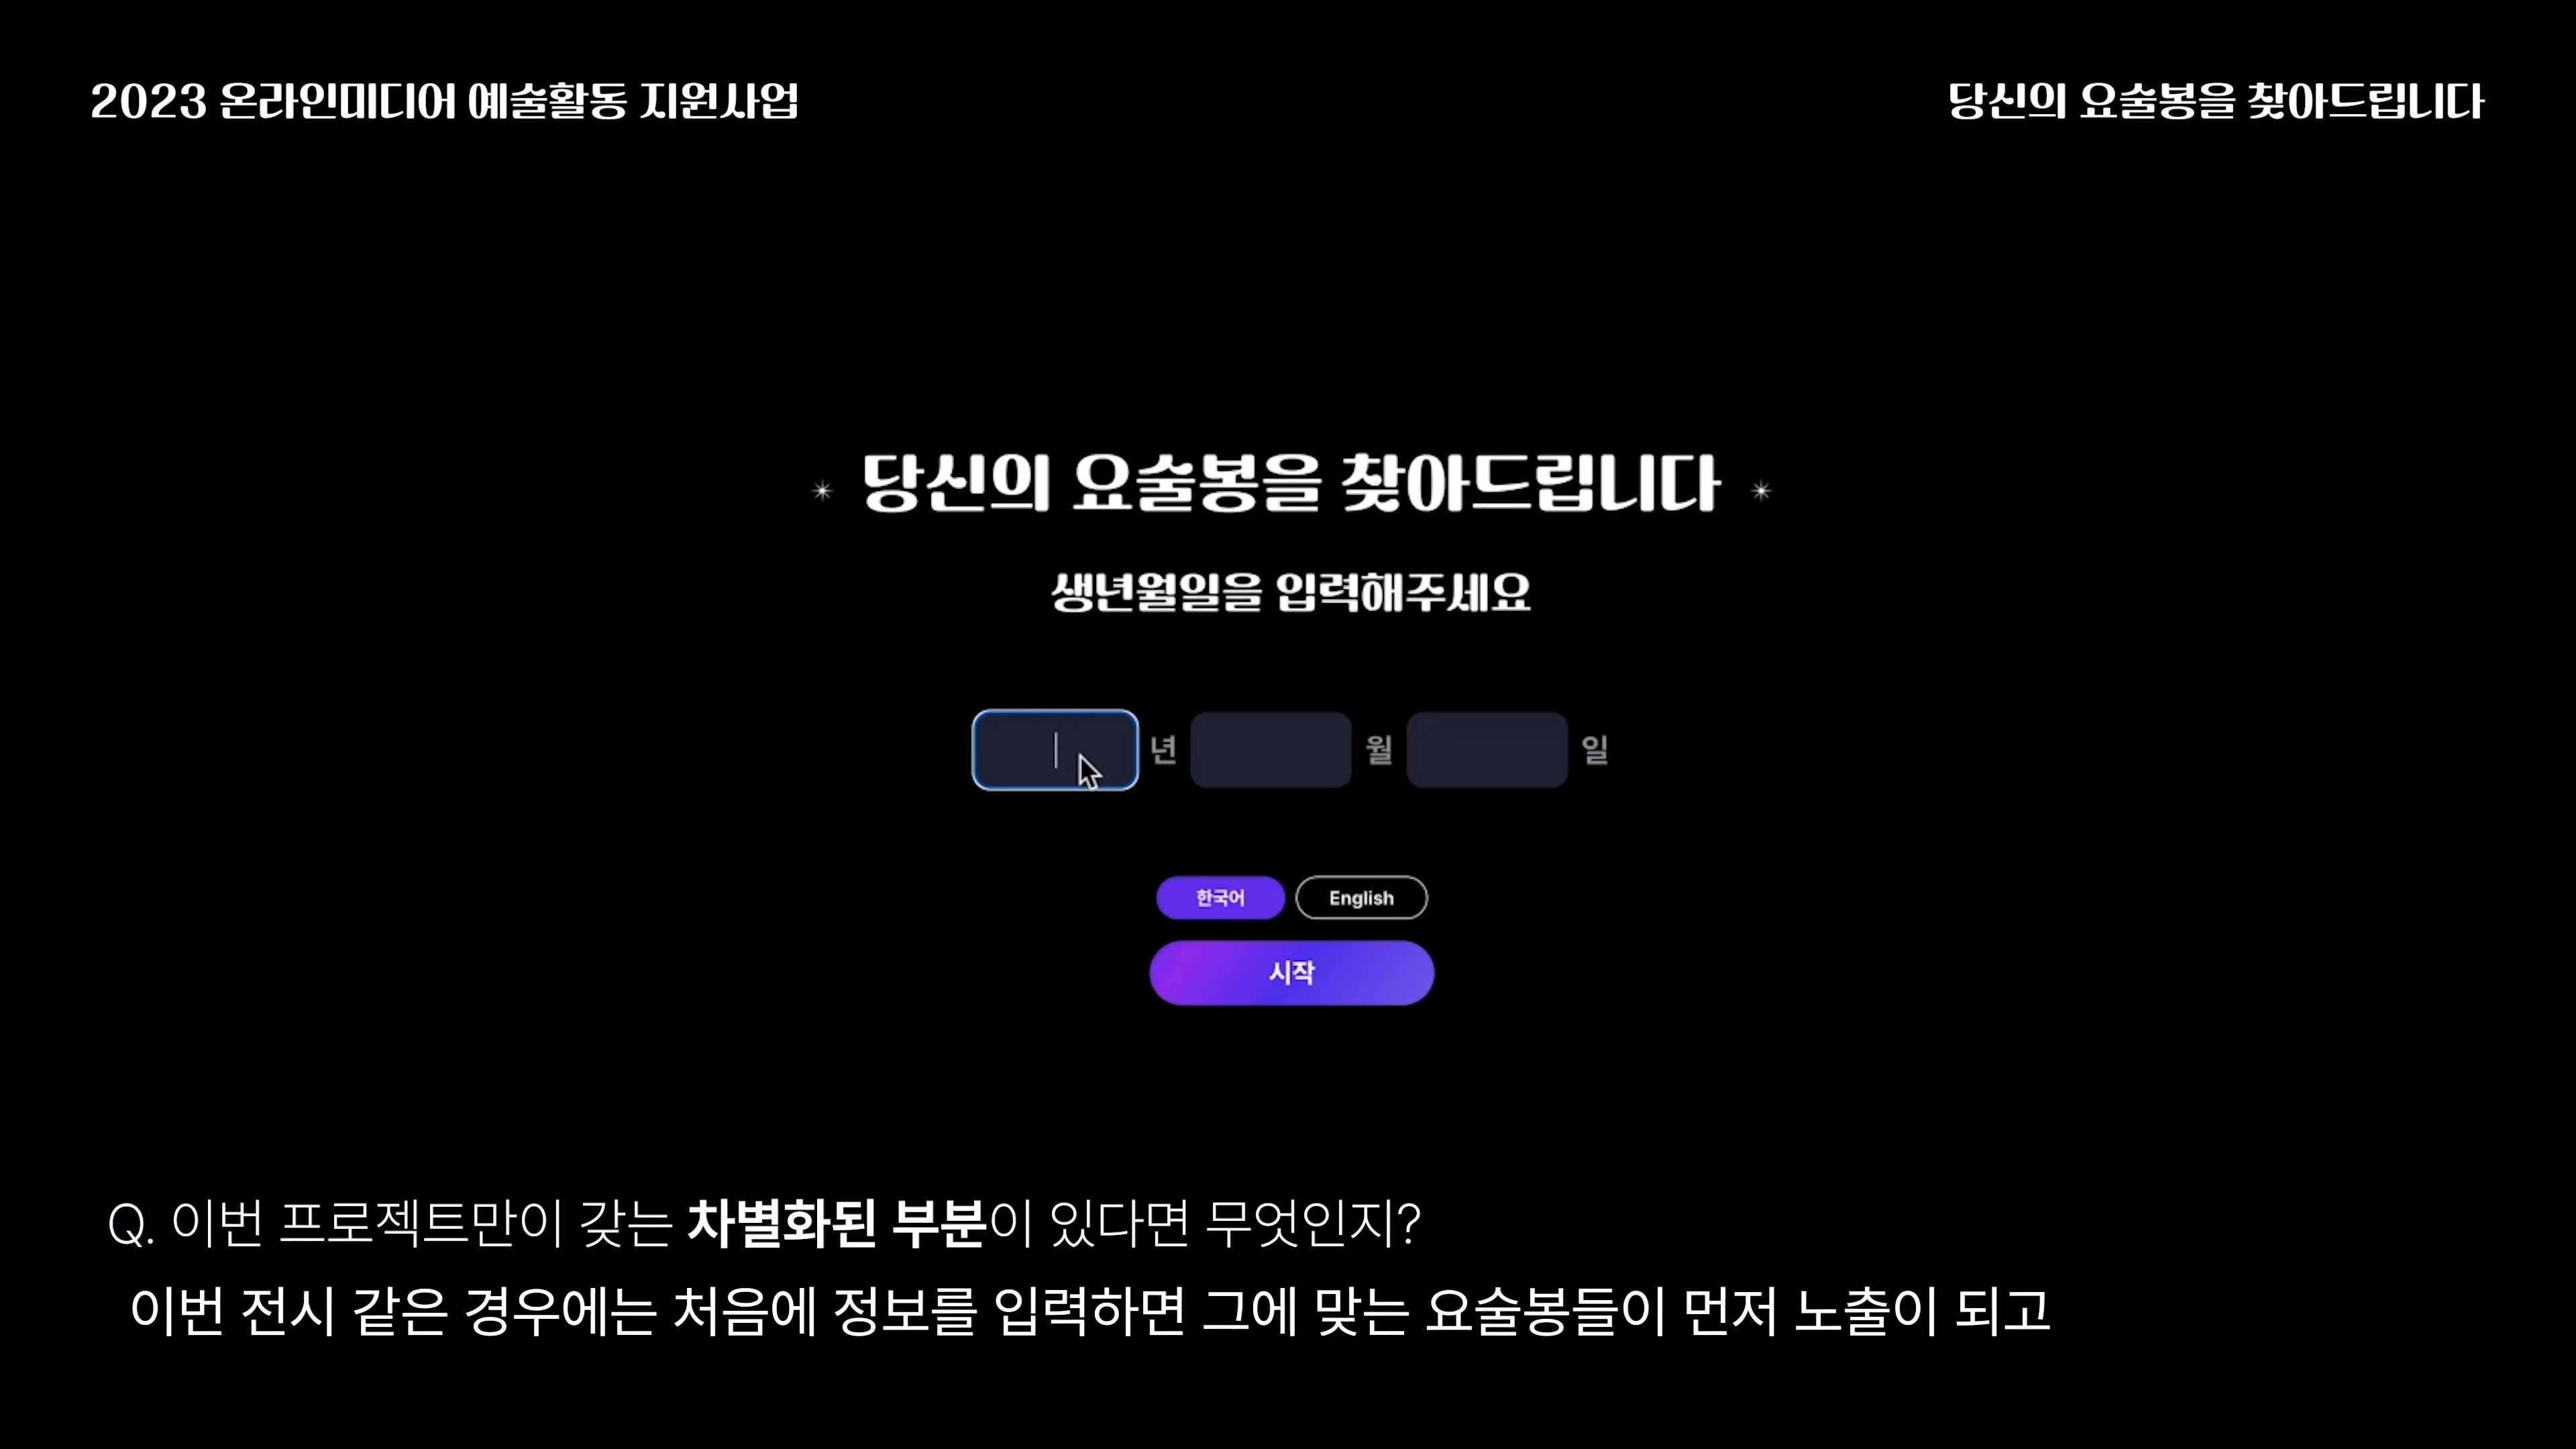 2023 온라인미디어 예술활동 지원사업
당신의 요술봉을 찾아드립니다
당신의 요술봉을 찾아드립니다
생년월일을 입력해주세요
년 월 일
한국어 English
시작
Q. 이번 프로젝트만이 갖는 차별화된 부분이 있다면 무엇인지?
이번 전시 같은 경우에는 처음에 정보를 입력하면 그에 맞는 요술봉들이 먼저 노출이 되고